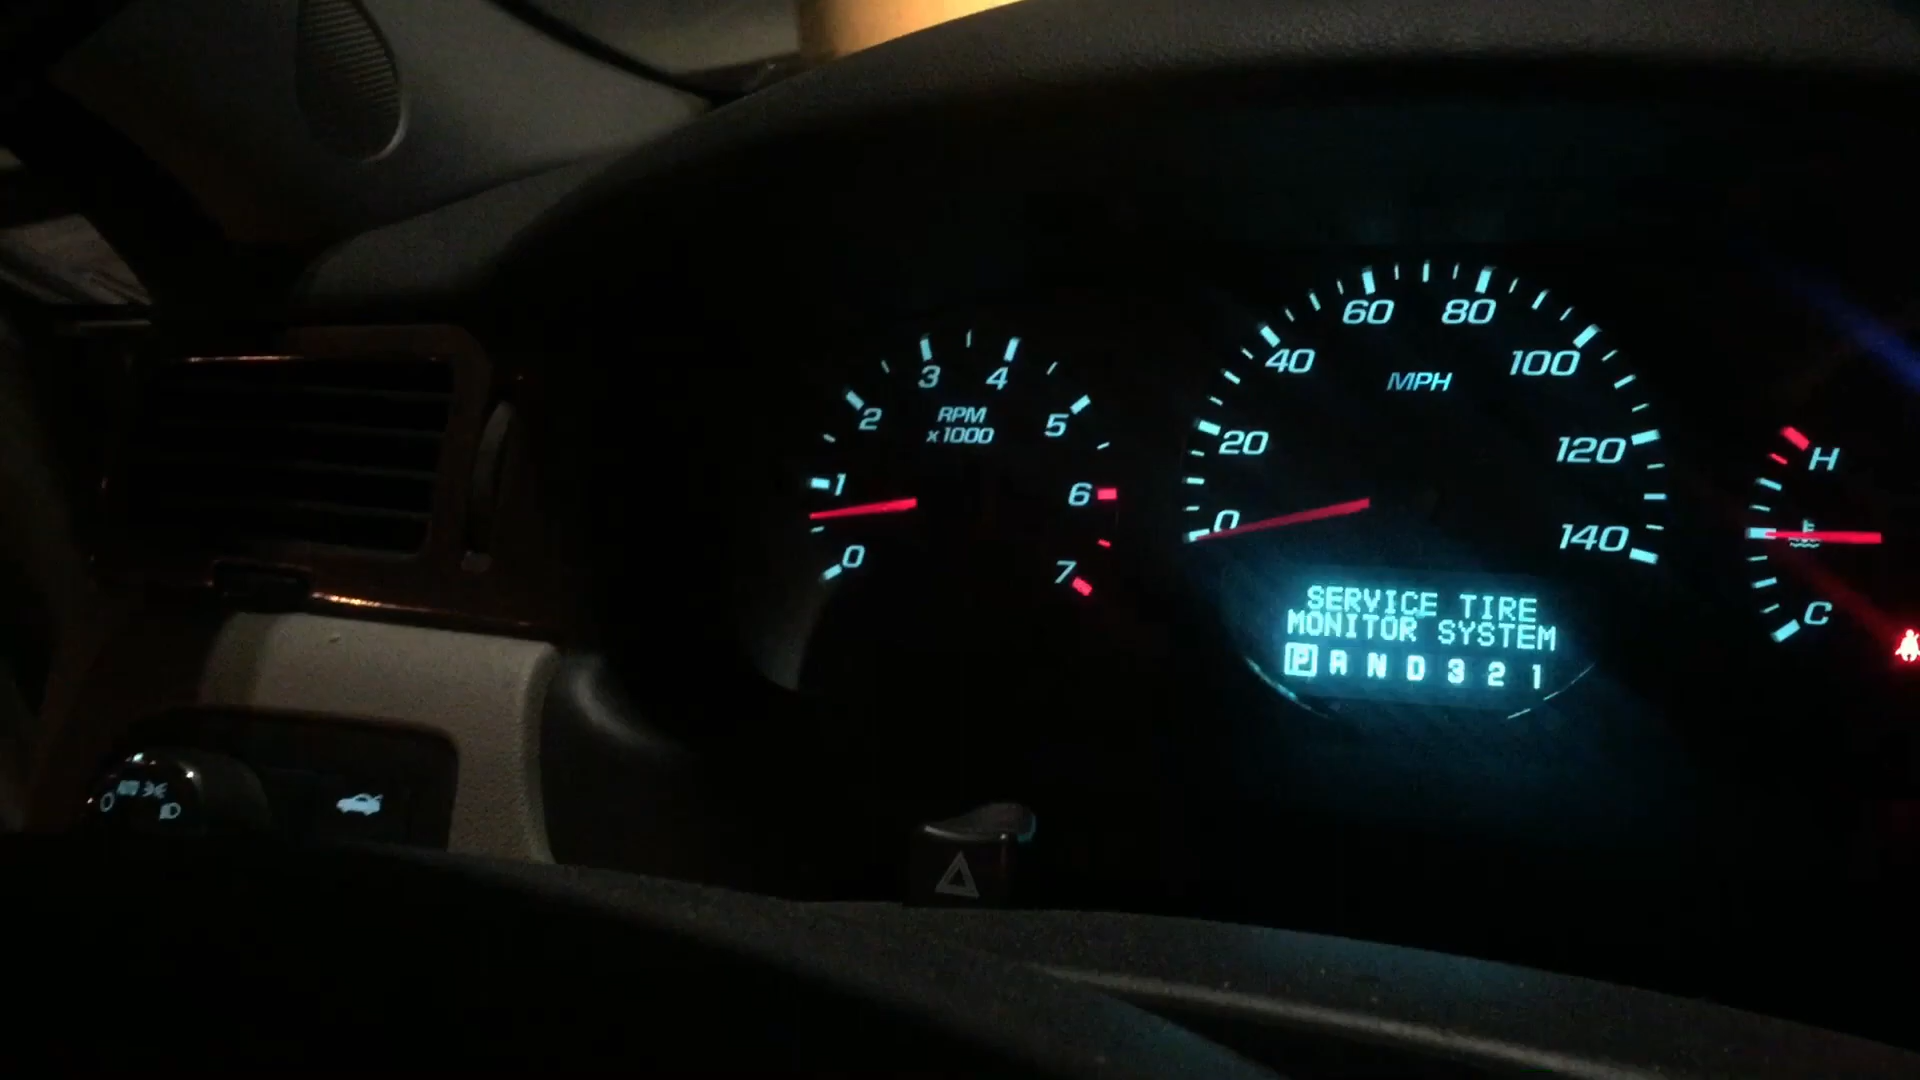 3 4
2 5
RPM
x1000
1 6
0 7
60 80
40 100
MPH
20 120
0 140
SERVICE TIRE
MONITOR SYSTEM
P R N D 3 2 1
H
C